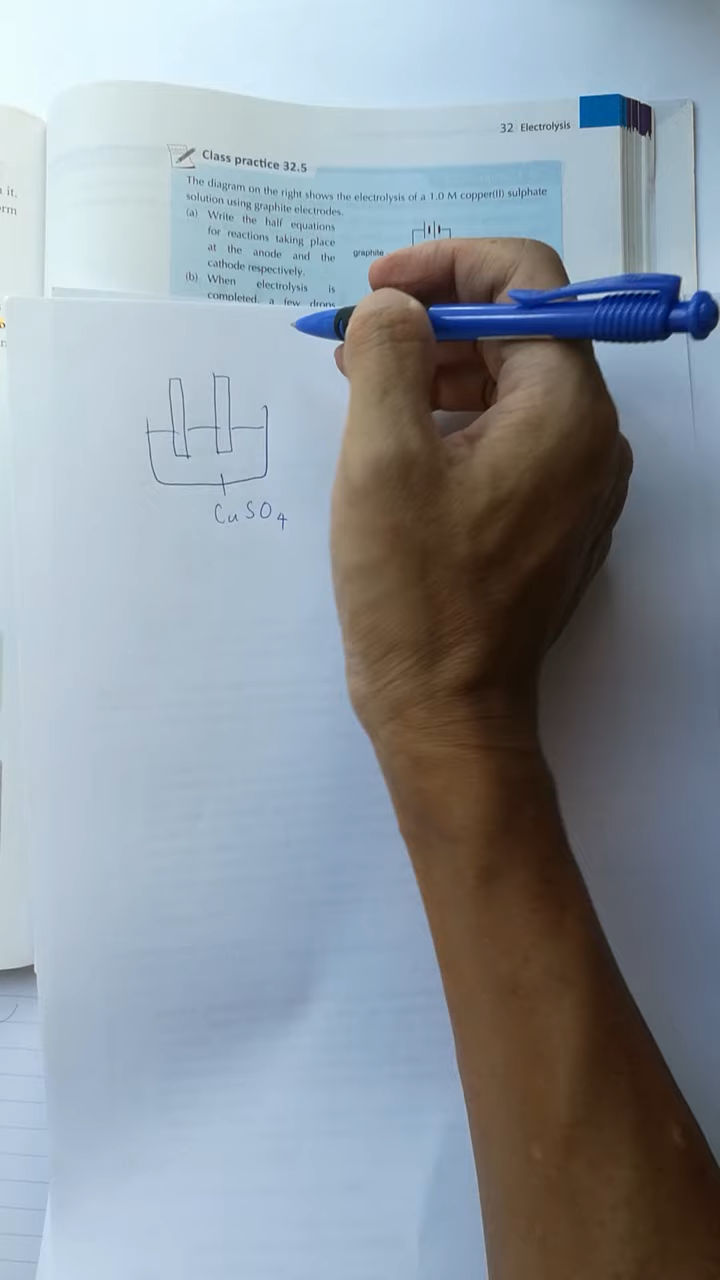 it.
rm
32 Electrolysis
Class practice 32.5
The diagram on the right shows the electrolysis of a 1.0 M copper(II) sulphate
solution using graphite electrodes.
(a) Write the half equations
for reactions taking place
at the anode and the
cathode respectively.
(b) When electrolysis is
completed, a few drops
graphite
CuSO4